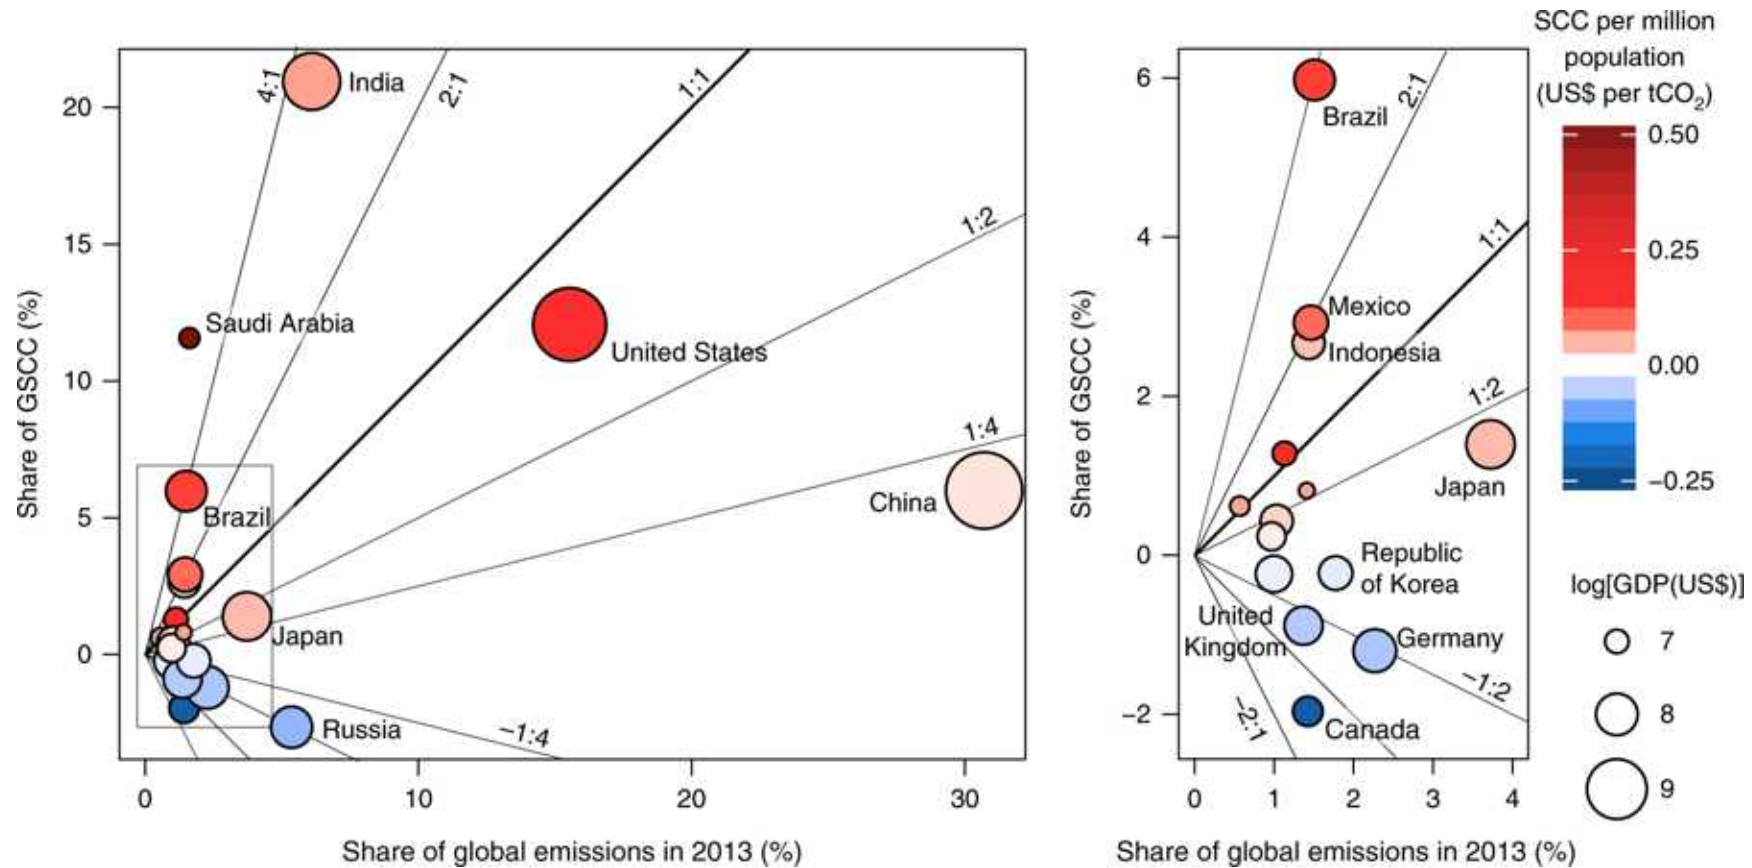 Share of GSCC (%)
20
15
10
5
0
4:1
2:1
1:1
1:2
1:4
−1:4
India
Saudi Arabia
United States
China
Brazil
Japan
Russia
0
10
20
30
Share of global emissions in 2013 (%)
Share of GSCC (%)
6
4
2
0
−2
2:1
1:1
1:2
−1:2
−2:1
Brazil
Mexico
Indonesia
Japan
Republic
of Korea
United
Kingdom
Germany
Canada
0
1
2
3
4
Share of global emissions in 2013 (%)
SCC per million
population
(US$ per tCO₂)
0.50
0.25
0.00
−0.25
log[GDP(US$)]
7
8
9